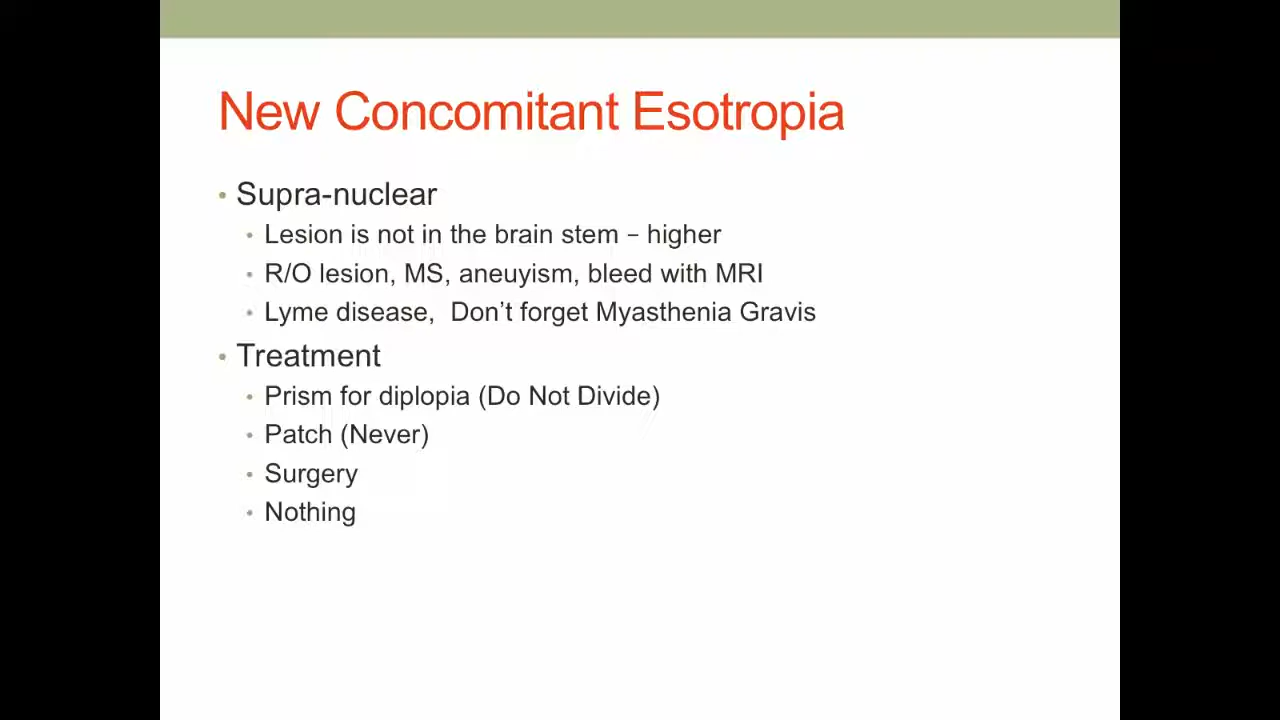 New Concomitant Esotropia
• Supra-nuclear
• Lesion is not in the brain stem – higher
• R/O lesion, MS, aneuyism, bleed with MRI
• Lyme disease,  Don’t forget Myasthenia Gravis
• Treatment
• Prism for diplopia (Do Not Divide)
• Patch (Never)
• Surgery
• Nothing